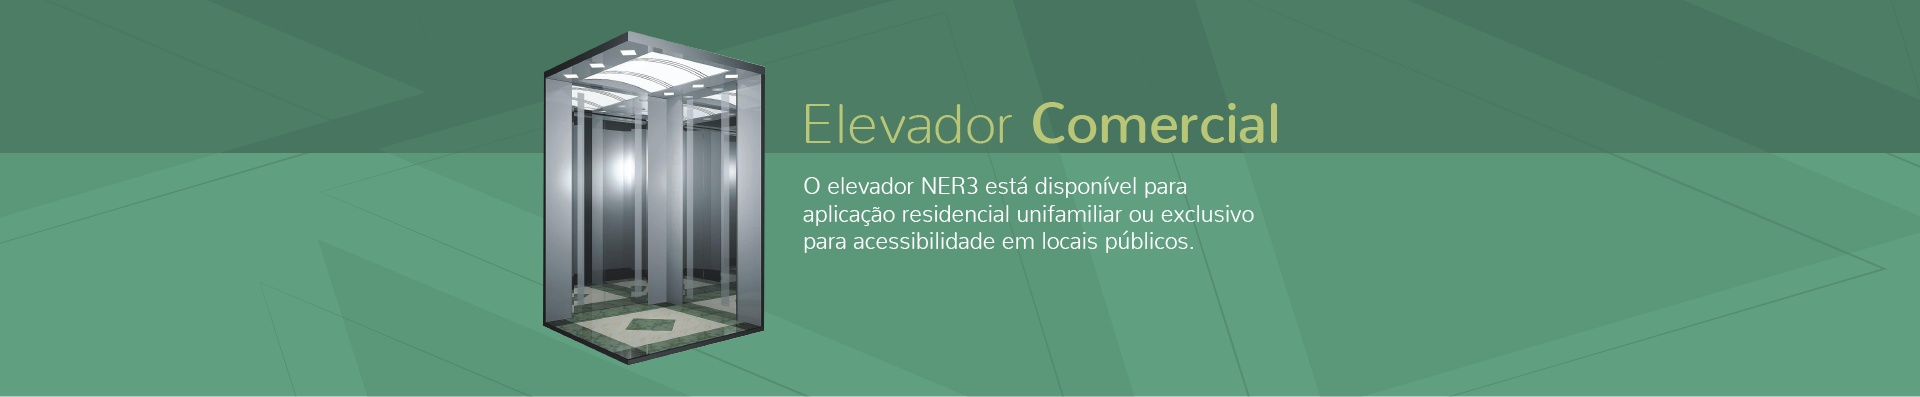 Elevador Comercial
O elevador NER3 está disponível para
aplicação residencial unifamiliar ou exclusivo
para acessibilidade em locais públicos.